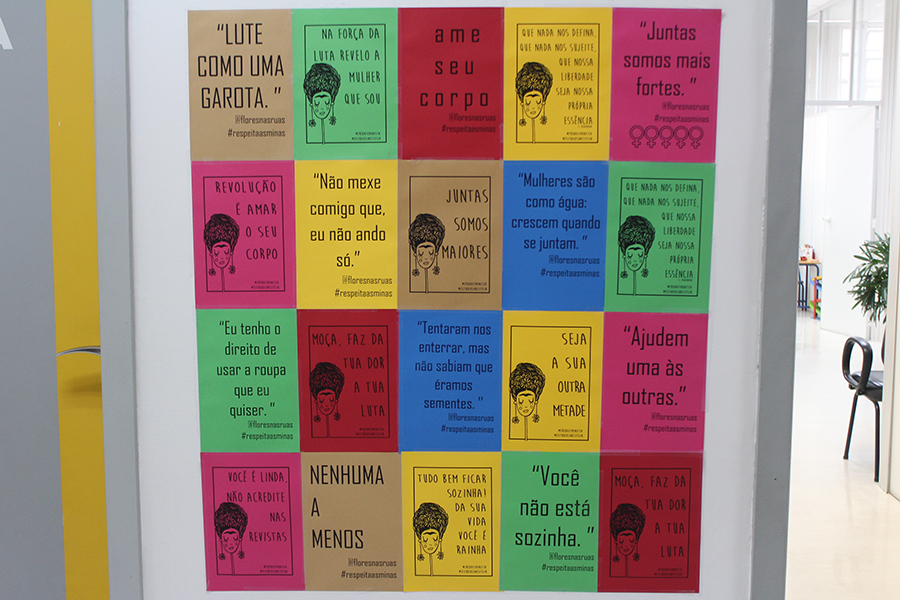 A
“LUTE
COMO UMA
GAROTA. ”
@floresnasruas
#respeitaasminas
NA FORÇA DA
LUTA REVELO A
MULHER
QUE SOU
ame
seu
corpo
@floresnasruas
#respeitaasminas
QUE NADA NOS DEFINA,
QUE NADA NOS SUJEITE,
QUE NOSSA
LIBERDADE
SEJA NOSSA
PRÓPRIA
ESSÊNCIA
“Juntas
somos mais
fortes. ”
@floresnasruas
#respeitaasminas
REVOLUÇÃO
É AMAR
O SEU
CORPO
“Não mexe
comigo que,
eu não ando
só.”
@floresnasruas
#respeitaasminas
JUNTAS
SOMOS
MAIORES
“Mulheres são
como água:
crescem quando
se juntam. ”
@floresnasruas
#respeitaasminas
QUE NADA NOS DEFINA,
QUE NADA NOS SUJEITE,
QUE NOSSA
LIBERDADE
SEJA NOSSA
PRÓPRIA
ESSÊNCIA
“Eu tenho o
direito de
usar a roupa
que eu
quiser. ”
@floresnasruas
#respeitaasminas
MOÇA, FAZ DA
TUA DOR
A TUA
LUTA
“Tentaram nos
enterrar, mas
não sabiam que
éramos
sementes. ”
@floresnasruas
#respeitaasminas
SEJA
A SUA
OUTRA
METADE
“Ajudem
uma às
outras.”
@floresnasruas
#respeitaasminas
VOCÊ É LINDA,
NÃO ACREDITE
NAS
REVISTAS
NENHUMA
A
MENOS
@floresnasruas
#respeitaasminas
TUDO BEM FICAR
SOZINHA!
DA SUA
VIDA
VOCÊ É
RAINHA
“Você
não está
sozinha. ”
@floresnasruas
#respeitaasminas
MOÇA, FAZ DA
TUA DOR
A TUA
LUTA